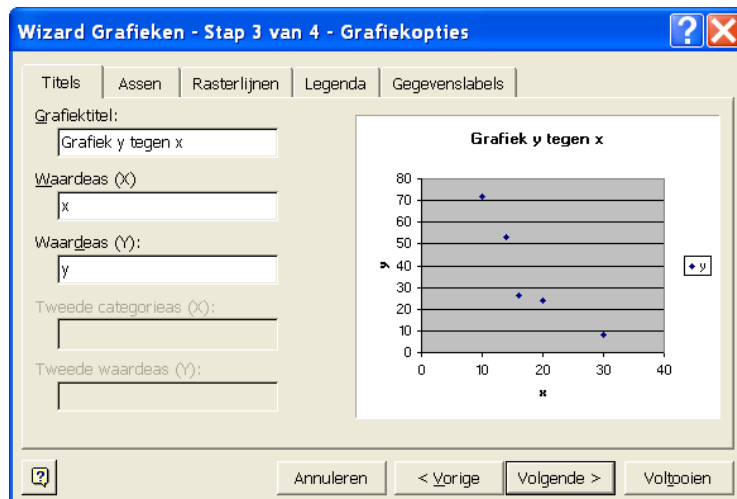 Wizard Grafieken - Stap 3 van 4 - Grafiekopties
Titels Assen Rasterlijnen Legenda Gegevenslabels
Grafiektitel:
Grafiek y tegen x
Waardeas (X)
x
Waardeas (Y):
y
Tweede categorieas (X):
Tweede waardeas (Y):
Grafiek y tegen x
80
70
60
50
40
30
20
10
0
y
0 10 20 30 40
x
y
Annuleren < Vorige Volgende > Voltooien